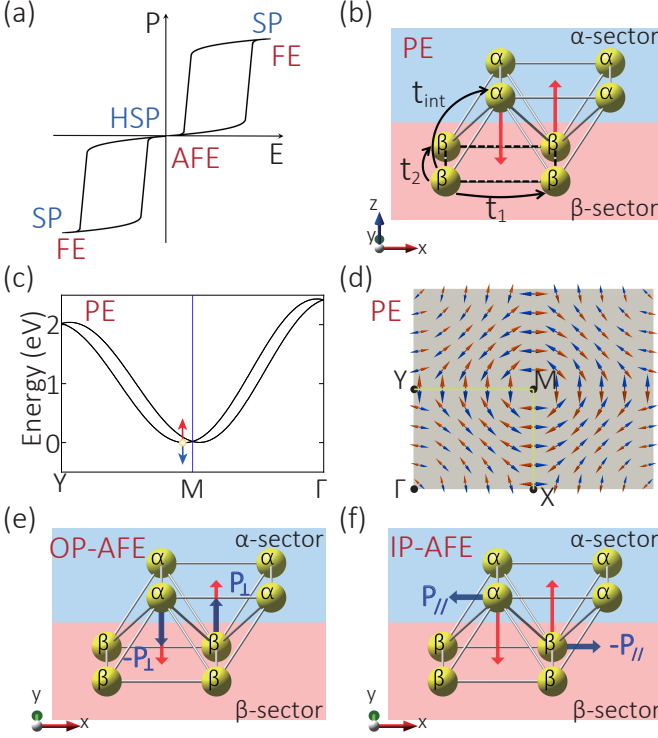 (a)
P
SP
FE
HSP
AFE
E
SP
FE
(b)
PE
α-sector
α
α
α
α
t_int
β
β
t_2
β
β
t_1
β-sector
z
y
x
(c)
PE
Energy (eV)
2
1
0
Y
M
Γ
(d)
PE
Y
M
Γ
X
(e)
OP-AFE
α-sector
α
α
P⊥
α
α
β
β
-P⊥
β
β
β-sector
y
x
(f)
IP-AFE
α-sector
α
α
P//
α
α
β
β
-P//
β
β
β-sector
y
x